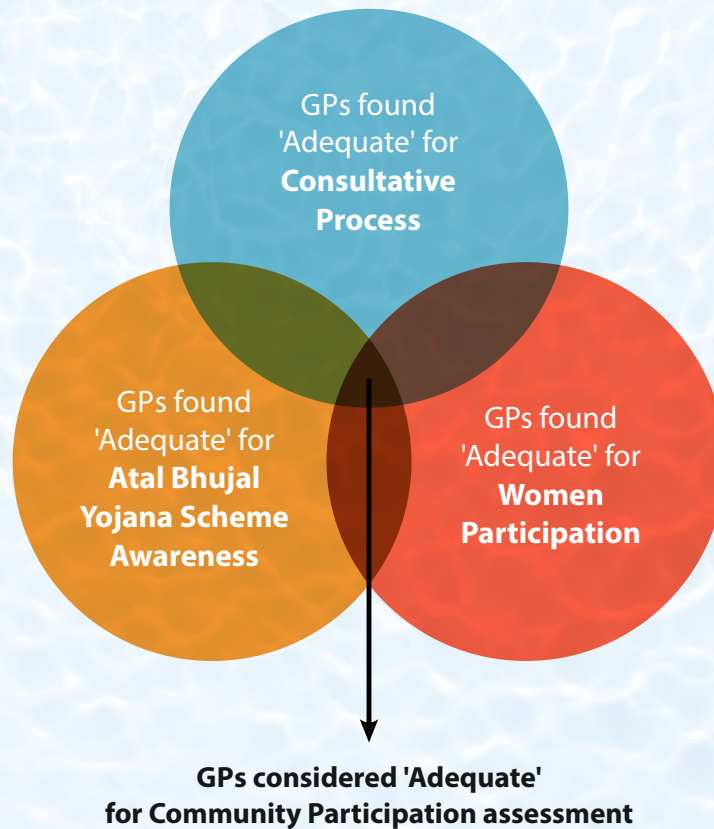 GPs found
'Adequate' for
Consultative
Process
GPs found
'Adequate' for
Atal Bhujal
Yojana Scheme
Awareness
GPs found
'Adequate' for
Women
Participation
GPs considered 'Adequate'
for Community Participation assessment